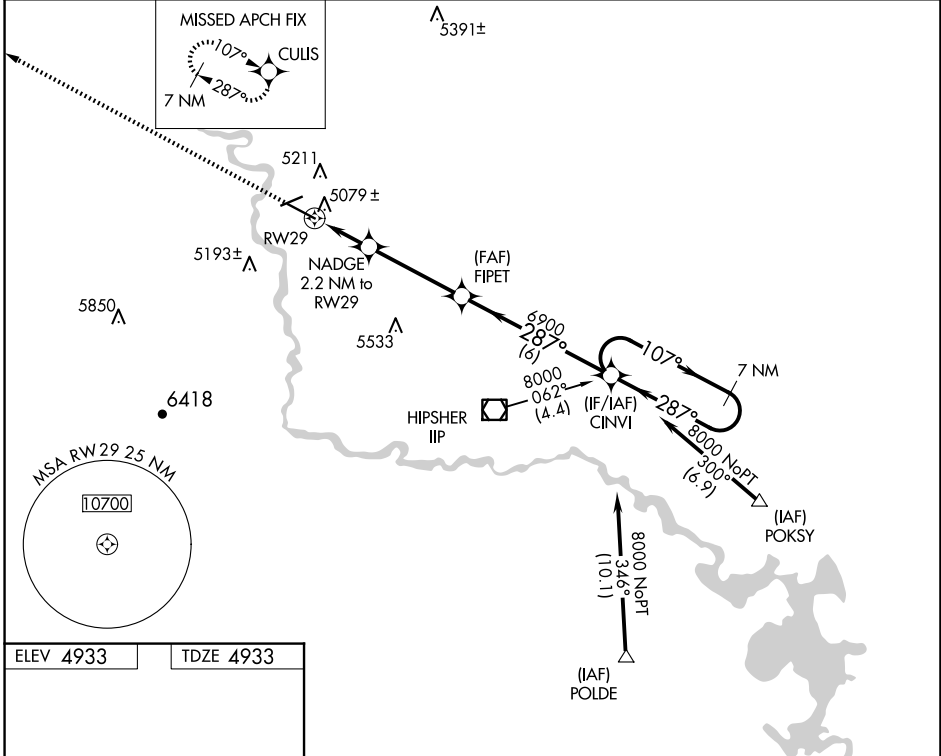 MISSED APCH FIX
107°
CULIS
287°
7 NM
5391±
5211
5079±
RW29
5193±
NADGE
2.2 NM to
RW29
(FAF)
FIPET
5850
5533
6900
287°
(6)
107°
7 NM
8000
062°
(4.4)
HIPSHER
IIP
(IF/IAF)
CINVI
287°
8000 NoPT
300°
(6.9)
6418
MSA RW29 25 NM
10700
(IAF)
POKSY
8000 NoPT
346°
(10.1)
(IAF)
POLDE
ELEV 4933
TDZE 4933